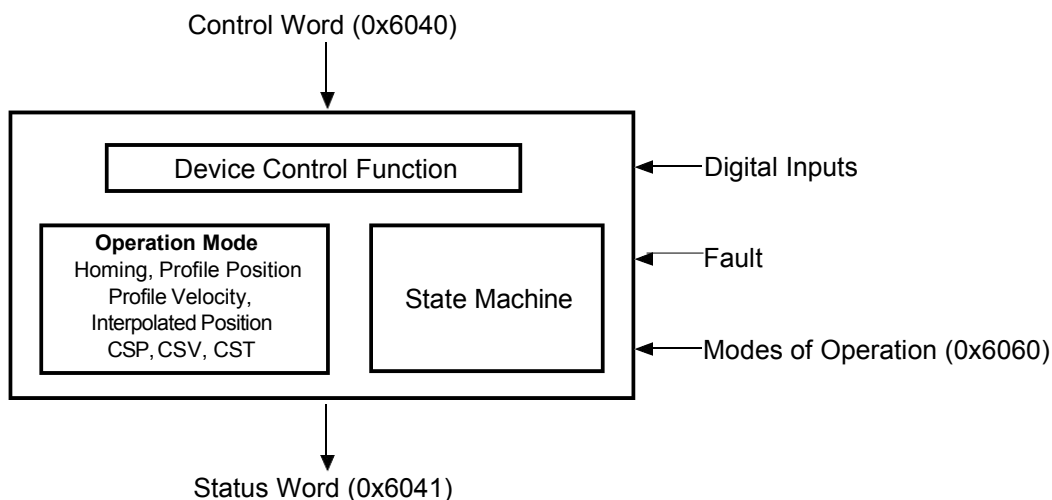 Control Word (0x6040)
Device Control Function
Digital Inputs
Operation Mode
Homing, Profile Position
Profile Velocity,
Interpolated Position
CSP, CSV, CST
State Machine
Fault
Modes of Operation (0x6060)
Status Word (0x6041)